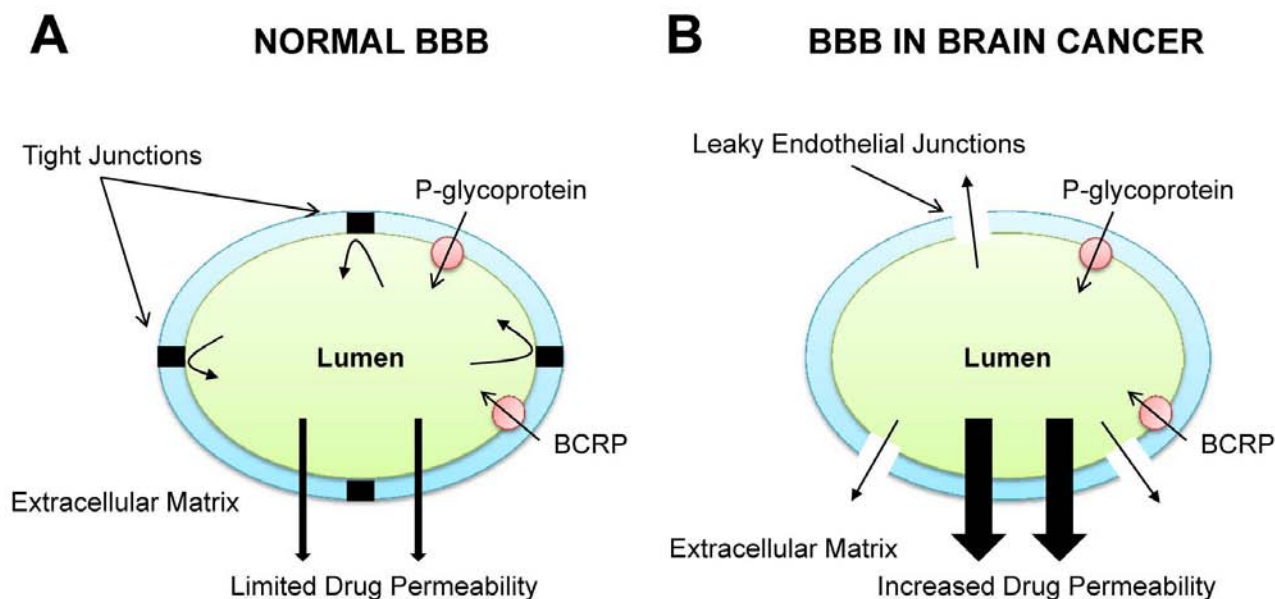 A
NORMAL BBB
Tight Junctions
P-glycoprotein
Lumen
BCRP
Extracellular Matrix
Limited Drug Permeability
B
BBB IN BRAIN CANCER
Leaky Endothelial Junctions
P-glycoprotein
Lumen
BCRP
Extracellular Matrix
Increased Drug Permeability